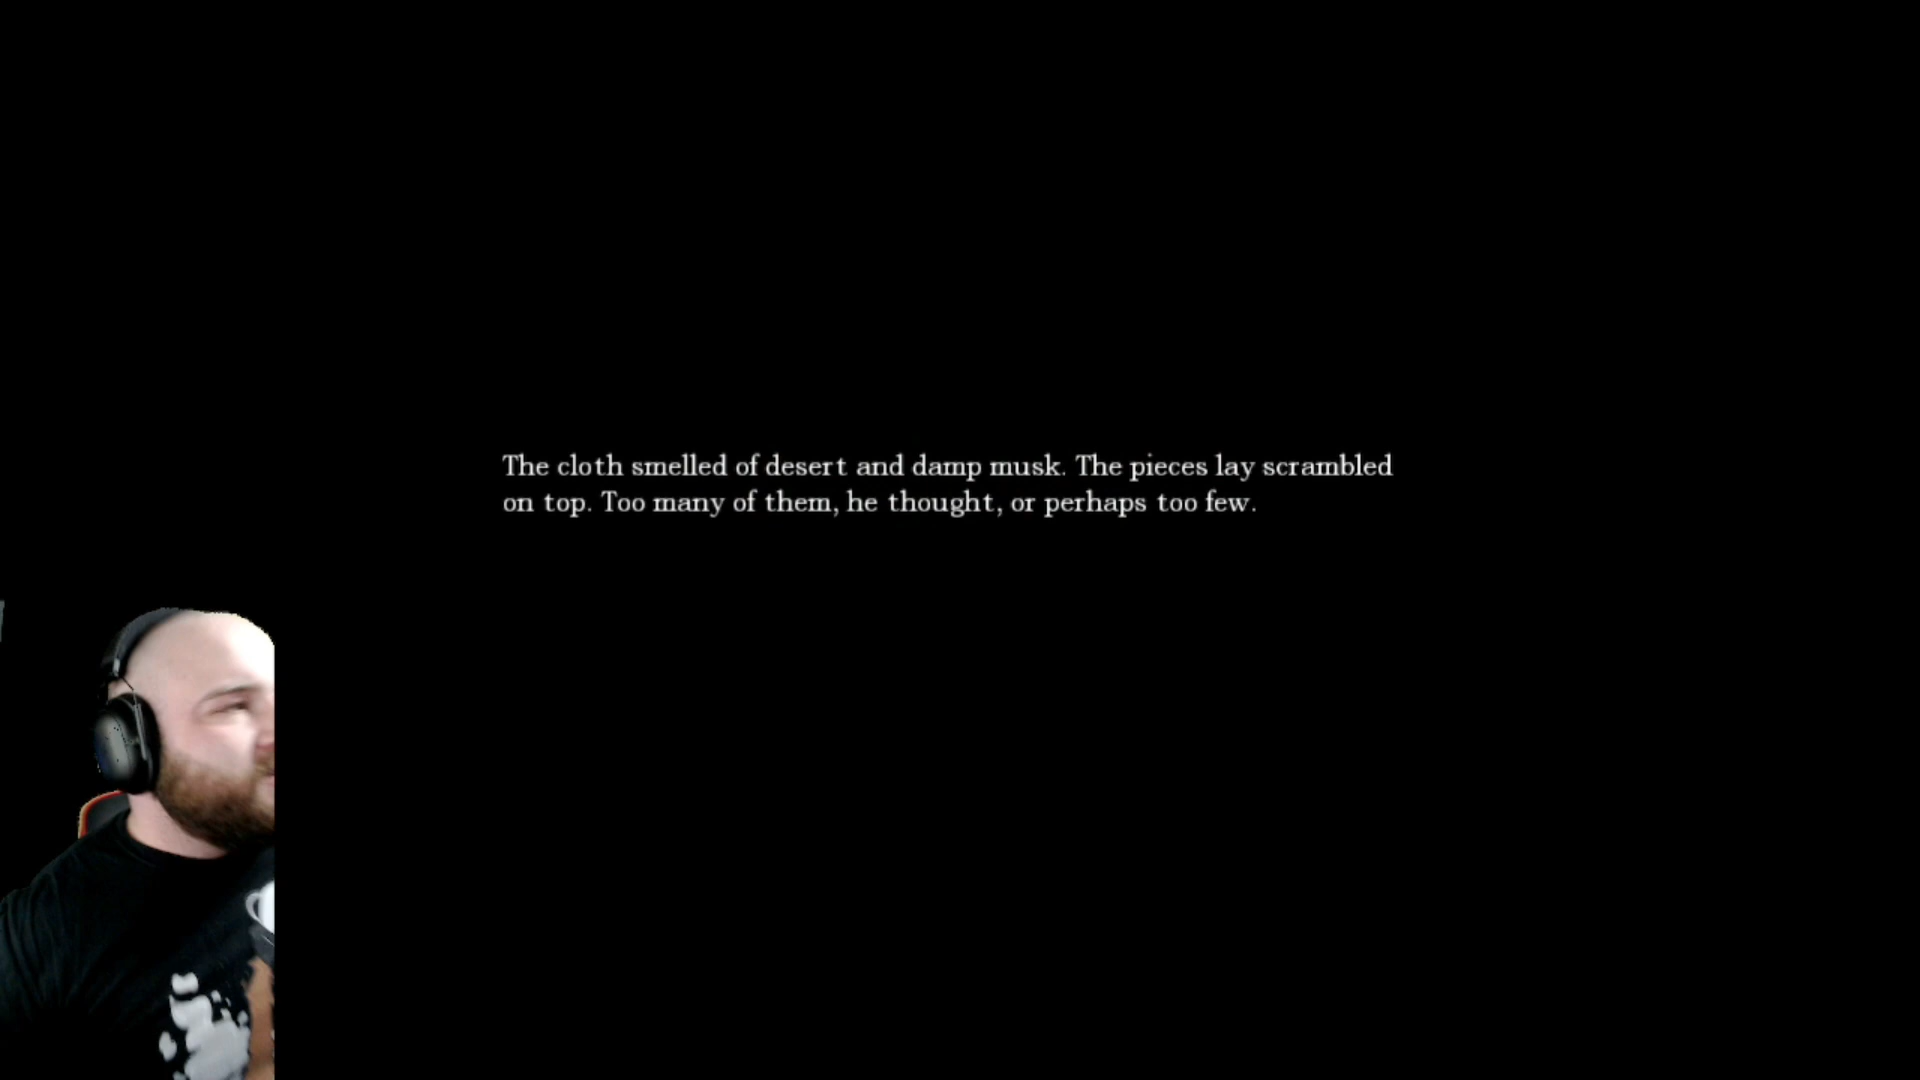 The cloth smelled of desert and damp musk. The pieces lay scrambled
on top. Too many of them, he thought, or perhaps too few.